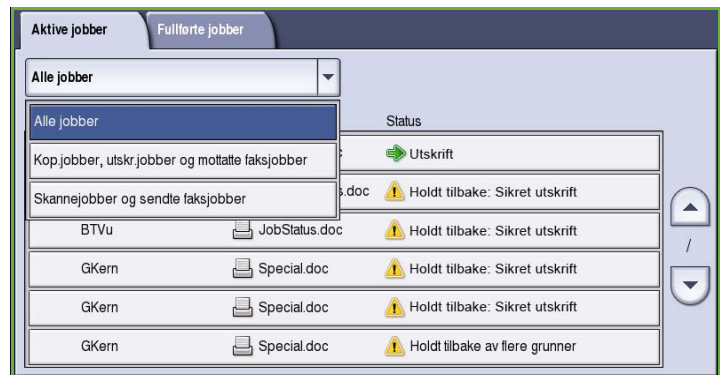 Aktive jobber
Fullførte jobber
Alle jobber
Alle jobber
Status
Kop.jobber, utskr.jobber og mottatte faksjobber
Utskrift
Skannejobber og sendte faksjobber
s.doc Holdt tilbake: Sikret utskrift
BTVu JobStatus.doc Holdt tilbake: Sikret utskrift
/
GKern Special.doc Holdt tilbake: Sikret utskrift
GKern Special.doc Holdt tilbake: Sikret utskrift
GKern Special.doc Holdt tilbake av flere grunner